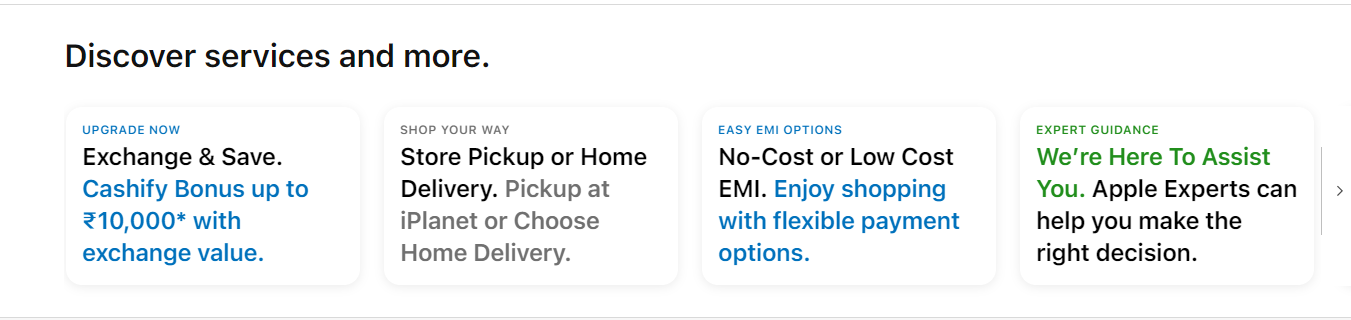 Discover services and more.
UPGRADE NOW
Exchange & Save.
Cashify Bonus up to
₹10,000* with
exchange value.
SHOP YOUR WAY
Store Pickup or Home
Delivery. Pickup at
iPlanet or Choose
Home Delivery.
EASY EMI OPTIONS
No-Cost or Low Cost
EMI. Enjoy shopping
with flexible payment
options.
EXPERT GUIDANCE
We’re Here To Assist
You. Apple Experts can
help you make the
right decision.